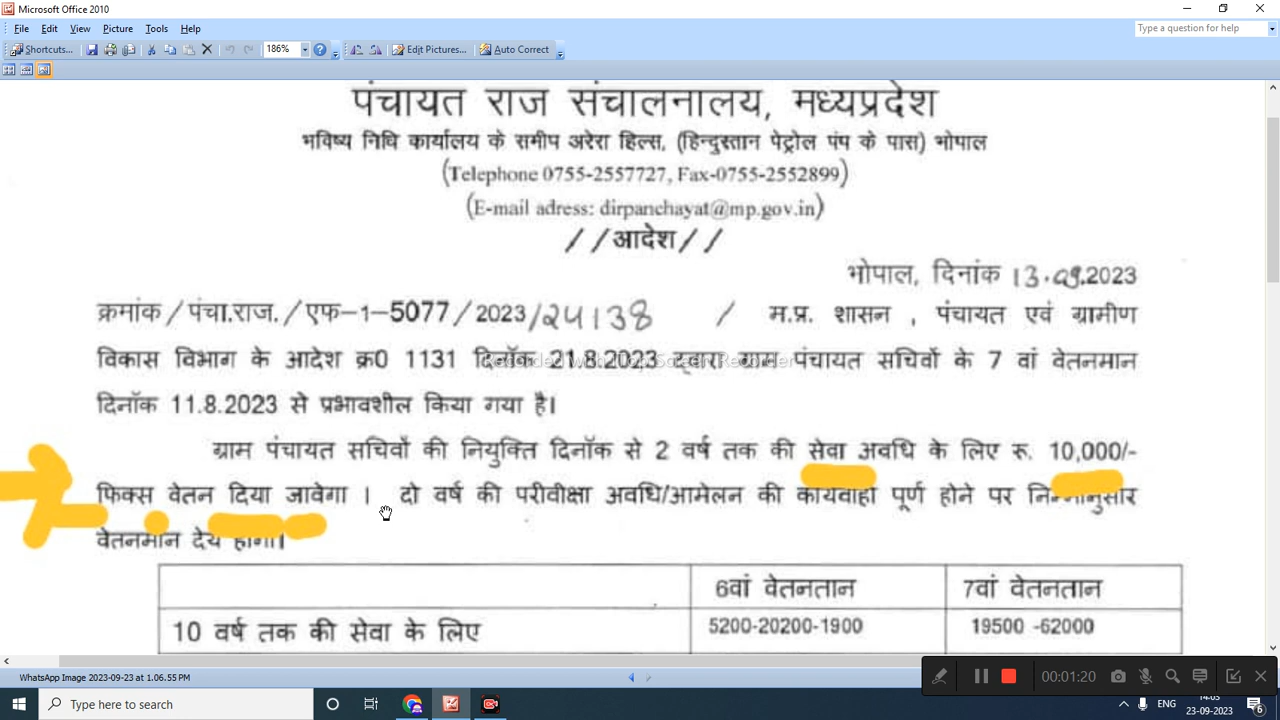 Microsoft Office 2010
File Edit View Picture Tools Help
Type a question for help
Shortcuts... 186% Edit Pictures... Auto Correct
पंचायत राज संचालनालय, मध्यप्रदेश
भविष्य निधि कार्यालय के समीप अरेरा हिल्स, (हिन्दुस्तान पेट्रोल पंप के पास) भोपाल
(Telephone 0755-2557727, Fax-0755-2552899)
(E-mail adress: dirpanchayat@mp.gov.in)
//आदेश//
भोपाल, दिनांक 13.09.2023
क्रमांक/पंचा.राज./एफ-1-5077/2023/24138 / म.प्र. शासन , पंचायत एवं ग्रामीण
विकास विभाग के आदेश क्र0 1131 दिनॉक 21.8.2023 द्वारा ग्राम पंचायत सचिवों के 7 वां वेतनमान
दिनॉक 11.8.2023 से प्रभावशील किया गया है।
ग्राम पंचायत सचिवों की नियुक्ति दिनॉक से 2 वर्ष तक की सेवा अवधि के लिए रू. 10,000/-
फिक्स वेतन दिया जावेगा । दो वर्ष की परीवीक्षा अवधि/आमेलन की कार्यवाही पूर्ण होने पर निम्नानुसार
वेतनमान देय होगा।
6वां वेतनतान 7वां वेतनतान
10 वर्ष तक की सेवा के लिए 5200-20200-1900 19500 -62000
WhatsApp Image 2023-09-23 at 1.06.55 PM
00:01:20
Type here to search
ENG
14:05
23-09-2023
6